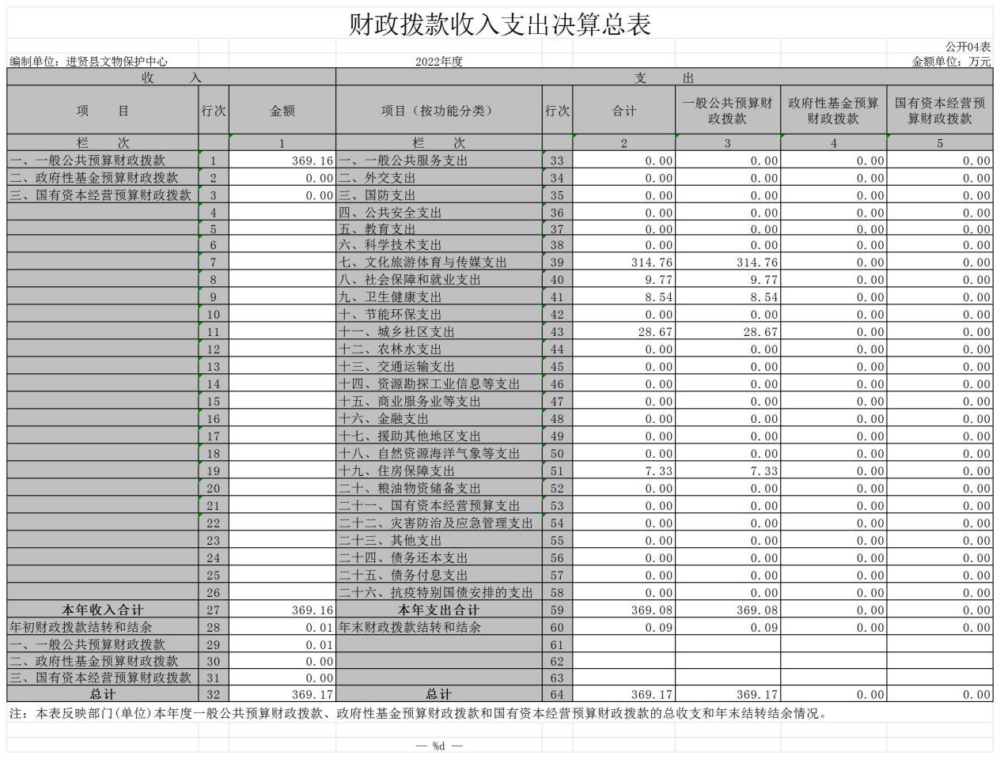 财政拨款收入支出决算总表
公开04表
编制单位：进贤县文物保护中心 2022年度 金额单位：万元
收 入 支 出
项 目 行次 金额 项目（按功能分类） 行次 合计 一般公共预算财政拨款 政府性基金预算财政拨款 国有资本经营预算财政拨款
栏 次 1 栏 次 2 3 4 5
一、一般公共预算财政拨款 1 369.16 一、一般公共服务支出 33 0.00 0.00 0.00 0.00
二、政府性基金预算财政拨款 2 0.00 二、外交支出 34 0.00 0.00 0.00 0.00
三、国有资本经营预算财政拨款 3 0.00 三、国防支出 35 0.00 0.00 0.00 0.00
4 四、公共安全支出 36 0.00 0.00 0.00 0.00
5 五、教育支出 37 0.00 0.00 0.00 0.00
6 六、科学技术支出 38 0.00 0.00 0.00 0.00
7 七、文化旅游体育与传媒支出 39 314.76 314.76 0.00 0.00
8 八、社会保障和就业支出 40 9.77 9.77 0.00 0.00
9 九、卫生健康支出 41 8.54 8.54 0.00 0.00
10 十、节能环保支出 42 0.00 0.00 0.00 0.00
11 十一、城乡社区支出 43 28.67 28.67 0.00 0.00
12 十二、农林水支出 44 0.00 0.00 0.00 0.00
13 十三、交通运输支出 45 0.00 0.00 0.00 0.00
14 十四、资源勘探工业信息等支出 46 0.00 0.00 0.00 0.00
15 十五、商业服务业等支出 47 0.00 0.00 0.00 0.00
16 十六、金融支出 48 0.00 0.00 0.00 0.00
17 十七、援助其他地区支出 49 0.00 0.00 0.00 0.00
18 十八、自然资源海洋气象等支出 50 0.00 0.00 0.00 0.00
19 十九、住房保障支出 51 7.33 7.33 0.00 0.00
20 二十、粮油物资储备支出 52 0.00 0.00 0.00 0.00
21 二十一、国有资本经营预算支出 53 0.00 0.00 0.00 0.00
22 二十二、灾害防治及应急管理支出 54 0.00 0.00 0.00 0.00
23 二十三、其他支出 55 0.00 0.00 0.00 0.00
24 二十四、债务还本支出 56 0.00 0.00 0.00 0.00
25 二十五、债务付息支出 57 0.00 0.00 0.00 0.00
26 二十六、抗疫特别国债安排的支出 58 0.00 0.00 0.00 0.00
本年收入合计 27 369.16 本年支出合计 59 369.08 369.08 0.00 0.00
年初财政拨款结转和结余 28 0.01 年末财政拨款结转和结余 60 0.09 0.09 0.00 0.00
一、一般公共预算财政拨款 29 0.01 61
二、政府性基金预算财政拨款 30 0.00 62
三、国有资本经营预算财政拨款 31 0.00 63
总计 32 369.17 总计 64 369.17 369.17 0.00 0.00
注：本表反映部门(单位)本年度一般公共预算财政拨款、政府性基金预算财政拨款和国有资本经营预算财政拨款的总收支和年末结转结余情况。
— %d —